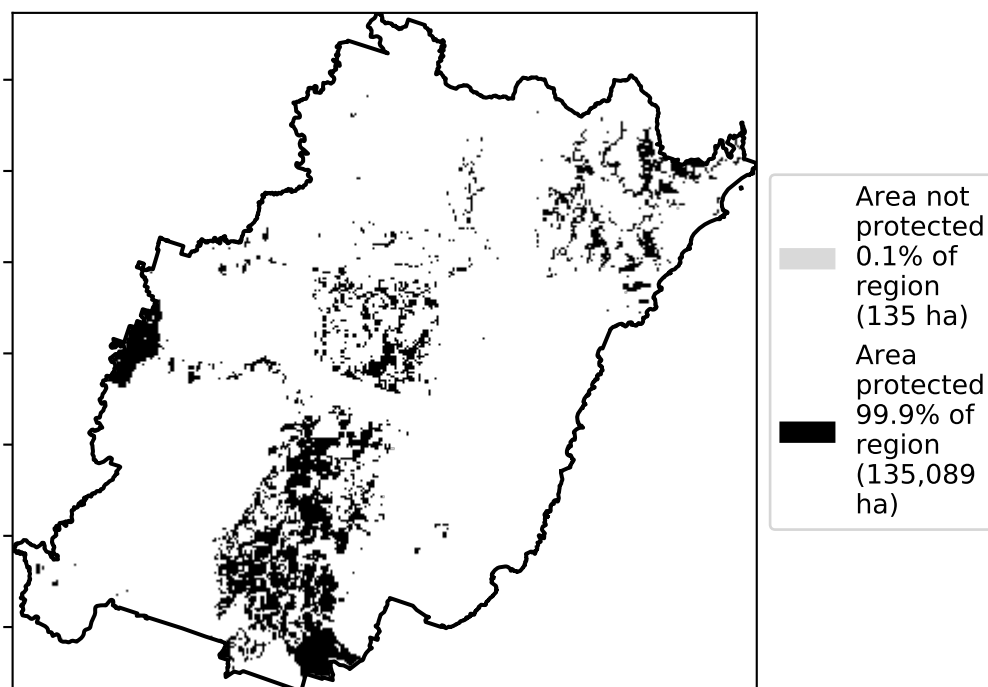 Area not
protected
0.1% of
region
(135 ha)
Area
protected
99.9% of
region
(135,089
ha)